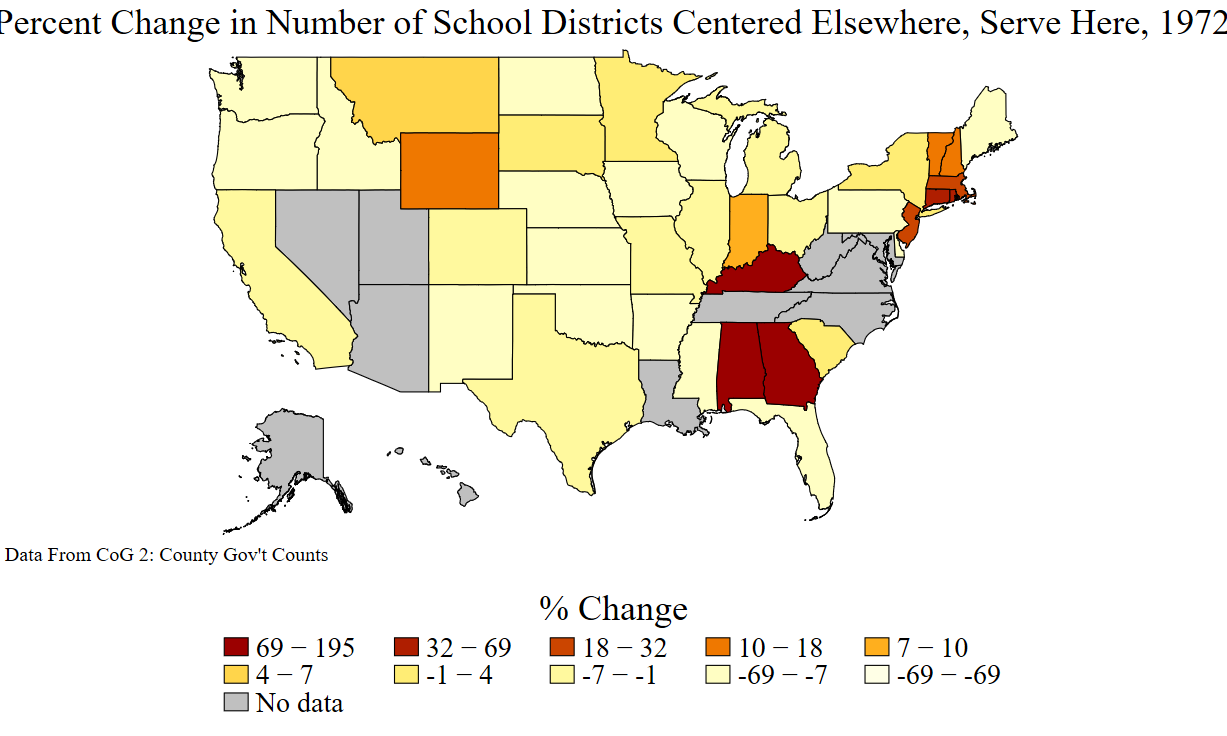 Percent Change in Number of School Districts Centered Elsewhere, Serve Here, 1972
Data From CoG 2: County Gov't Counts
% Change
69 − 195 32 − 69 18 − 32 10 − 18 7 − 10
4 − 7 -1 − 4 -7 − -1 -69 − -7 -69 − -69
No data